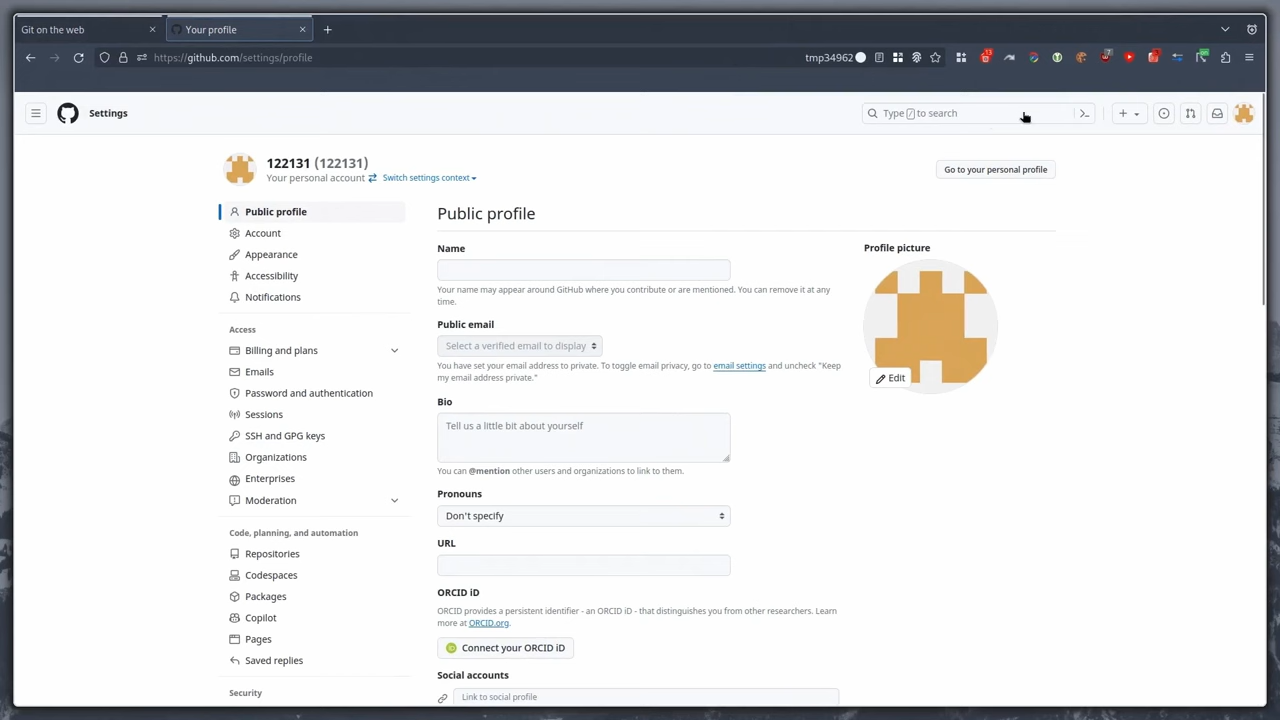 Git on the web
Your profile
https://github.com/settings/profile
tmp34962
13
7
Settings
Type / to search
122131 (122131)
Your personal account
Switch settings context
Go to your personal profile
Public profile
Account
Appearance
Accessibility
Notifications
Access
Billing and plans
Emails
Password and authentication
Sessions
SSH and GPG keys
Organizations
Enterprises
Moderation
Code, planning, and automation
Repositories
Codespaces
Packages
Copilot
Pages
Saved replies
Security
Public profile
Name
Your name may appear around GitHub where you contribute or are mentioned. You can remove it at any
time.
Public email
Select a verified email to display
You have set your email address to private. To toggle email privacy, go to email settings and uncheck "Keep
my email address private."
Bio
Tell us a little bit about yourself
You can @mention other users and organizations to link to them.
Pronouns
Don't specify
URL
ORCID iD
ORCID provides a persistent identifier - an ORCID iD - that distinguishes you from other researchers. Learn
more at ORCID.org.
Connect your ORCID iD
Social accounts
Link to social profile
Profile picture
Edit